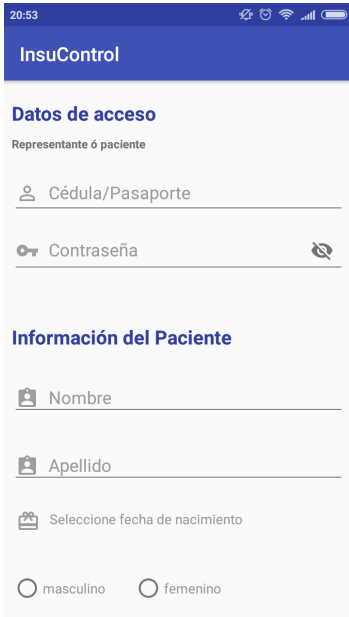 20:53
InsuControl
Datos de acceso
Representante ó paciente
Cédula/Pasaporte
Contraseña
Información del Paciente
Nombre
Apellido
Seleccione fecha de nacimiento
masculino femenino